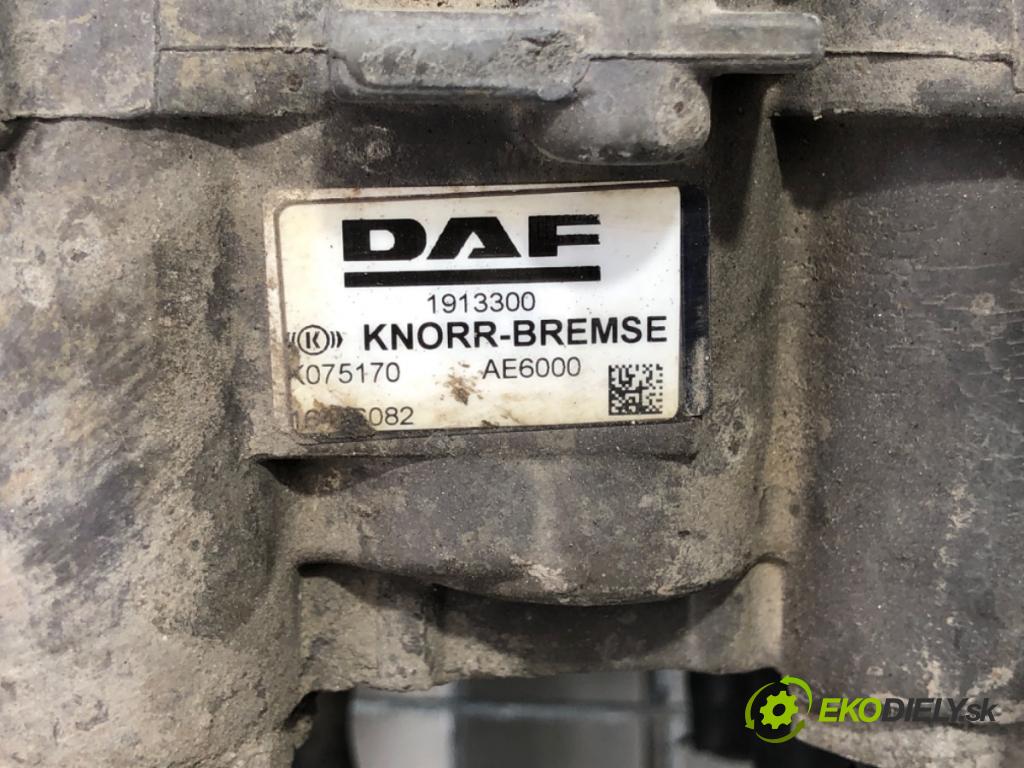 DAF
1913300
K KNORR-BREMSE
K075170 AE6000
EKODIELY.sk